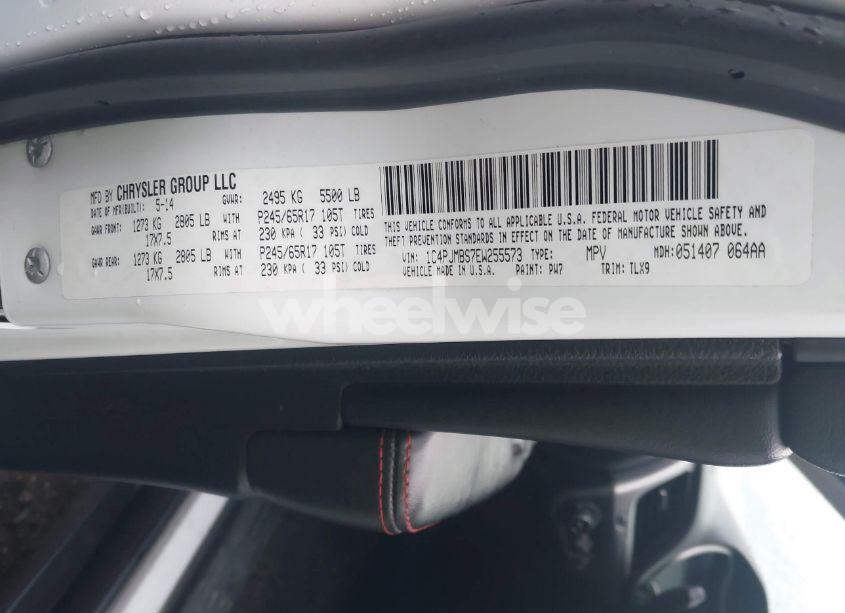 MFD BY CHRYSLER GROUP LLC
DATE OF MFR(BUILT): 5-14 GVWR: 2495 KG 5500 LB
GAWR FRONT: 1273 KG 2805 LB WITH P245/65R17 105T TIRES
17X7.5 RIMS AT 230 KPA ( 33 PSI) COLD
GAWR REAR: 1273 KG 2805 LB WITH P245/65R17 105T TIRES
17X7.5 RIMS AT 230 KPA ( 33 PSI) COLD
THIS VEHICLE CONFORMS TO ALL APPLICABLE U.S.A. FEDERAL MOTOR VEHICLE SAFETY AND
THEFT PREVENTION STANDARDS IN EFFECT ON THE DATE OF MANUFACTURE SHOWN ABOVE.
VIN: 1C4PJMBS7EW255573 TYPE: MPV MDH:051407 064AA
VEHICLE MADE IN U.S.A. PAINT: PW7 TRIM: TLX9
wheelwise